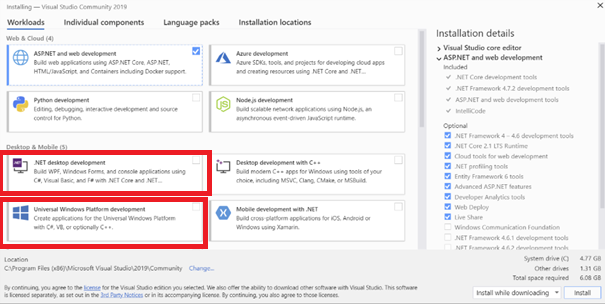 Installing — Visual Studio Community 2019
Workloads Individual components Language packs Installation locations
Web & Cloud (4)
ASP.NET and web development
Build web applications using ASP.NET Core, ASP.NET,
HTML/JavaScript, and Containers including Docker support.
Azure development
Azure SDKs, tools, and projects for developing cloud apps
and creating resources using .NET Core and .NET....
Python development
Editing, debugging, interactive development and source
control for Python.
Node.js development
Build scalable network applications using Node.js, an
asynchronous event-driven JavaScript runtime.
Desktop & Mobile (5)
.NET desktop development
Build WPF, Windows Forms, and console applications using
C#, Visual Basic, and F# with .NET Core and .NET....
Desktop development with C++
Build modern C++ apps for Windows using tools of your
choice, including MSVC, Clang, CMake, or MSBuild.
Universal Windows Platform development
Create applications for the Universal Windows Platform
with C#, VB, or optionally C++.
Mobile development with .NET
Build cross-platform applications for iOS, Android or
Windows using Xamarin.
Location
C:\Program Files (x86)\Microsoft Visual Studio\2019\Community Change...
By continuing, you agree to the license for the Visual Studio edition you selected. We also offer the ability to download other software with Visual Studio. This software
is licensed separately, as set out in the 3rd Party Notices or in its accompanying license. By continuing, you also agree to those licenses.
Installation details
Visual Studio core editor
ASP.NET and web development
Included
.NET Core development tools
.NET Framework 4.7.2 development tools
ASP.NET and web development tools
IntelliCode
Optional
.NET Framework 4 – 4.6 development tools
.NET Core 2.1 LTS Runtime
Cloud tools for web development
.NET profiling tools
Entity Framework 6 tools
Advanced ASP.NET features
Developer Analytics tools
Web Deploy
Live Share
Windows Communication Foundation
.NET Framework 4.6.1 development tools
.NET Framework 4.6.2 development tools
System drive (C) 4.77 GB
Other drives 1.31 GB
Total space required 6.08 GB
Install while downloading Install